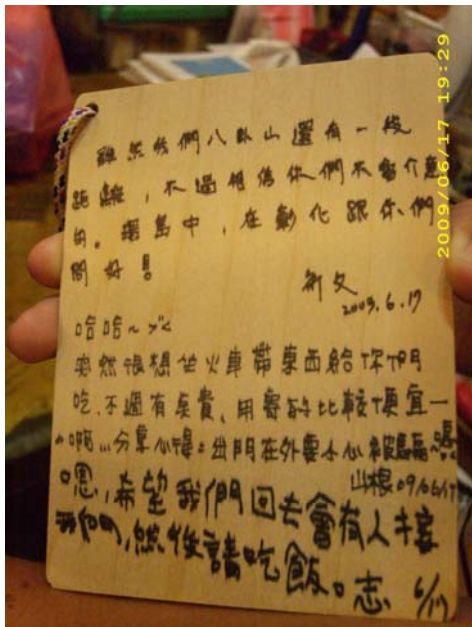 雖然我們八卦山還有一段
距離，不過相信你們不會介意
的。環島中，在彰化跟你們
問好！
2009.6.17
哈哈~ >"<
突然很想坐火車帶東西給你們
吃，不過有点貴，用寄的比較便宜一
啊...分享心得：出門在外要小心
山根 09/06/17
嗯，希望我們回去會有人接
我們，然後請吃飯。志 6/17
2009/06/17 19:29